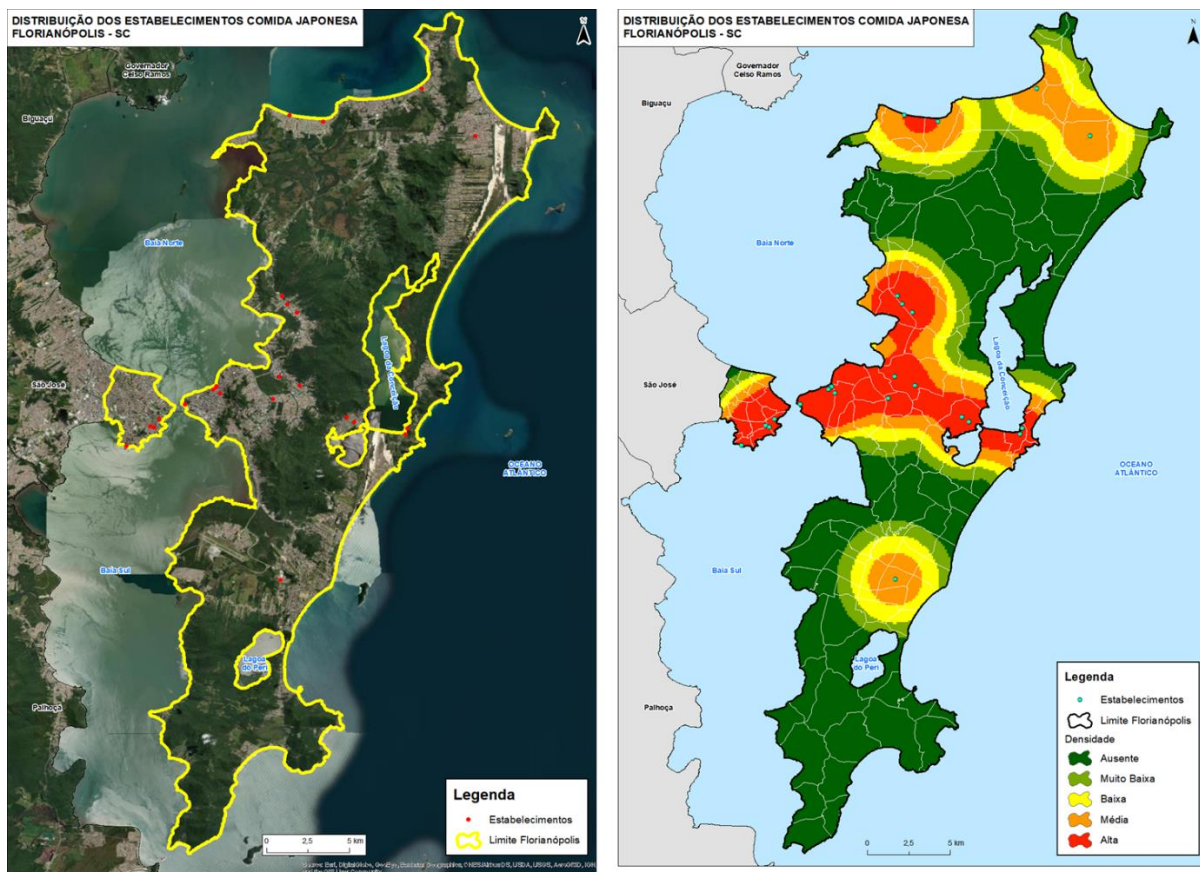 DISTRIBUIÇÃO DOS ESTABELECIMENTOS COMIDA JAPONESA
FLORIANÓPOLIS - SC
N
Governador
Celso Ramos
Biguaçu
Baía Norte
São José
Lagoa da Conceição
OCEANO
ATLÂNTICO
Baía Sul
Lagoa
do Peri
Palhoça
Legenda
Estabelecimentos
Limite Florianópolis
0 2,5 5 km
DISTRIBUIÇÃO DOS ESTABELECIMENTOS COMIDA JAPONESA
FLORIANÓPOLIS - SC
N
Governador
Celso Ramos
Biguaçu
Baía Norte
São José
Lagoa da Conceição
OCEANO
ATLÂNTICO
Baía Sul
Lagoa
do Peri
Palhoça
Legenda
Estabelecimentos
Limite Florianópolis
Densidade
Ausente
Muito Baixa
Baixa
Média
Alta
0 2,5 5 km